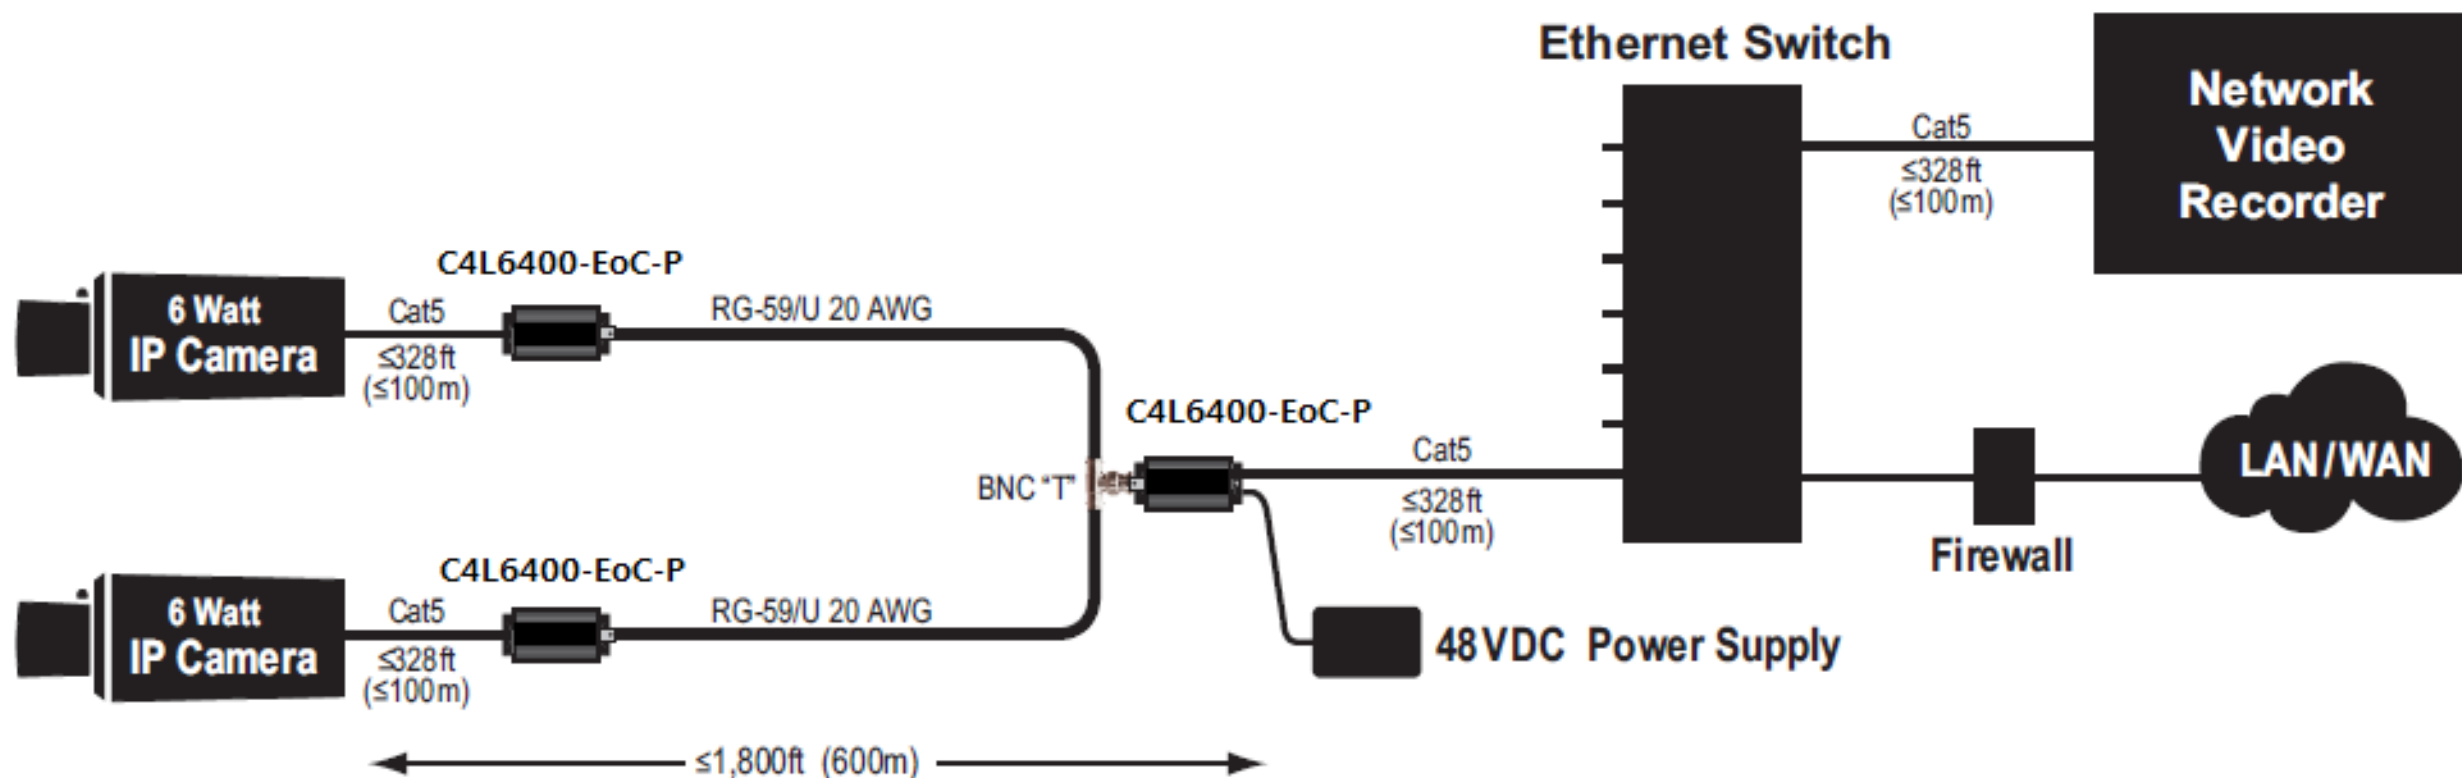 Ethernet Switch
Network
Video
Recorder
Cat5
≤328ft
(≤100m)
C4L6400-EoC-P
6 Watt
IP Camera
Cat5
≤328ft
(≤100m)
RG-59/U 20 AWG
C4L6400-EoC-P
BNC “T”
Cat5
≤328ft
(≤100m)
LAN/WAN
Firewall
C4L6400-EoC-P
6 Watt
IP Camera
Cat5
≤328ft
(≤100m)
RG-59/U 20 AWG
48VDC Power Supply
≤1,800ft (600m)